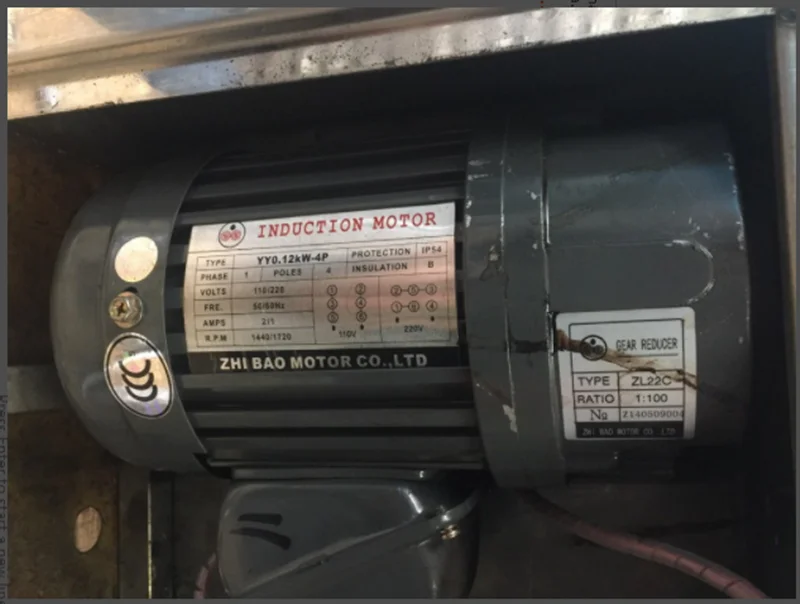 INDUCTION MOTOR
TYPE YY0.12kW-4P PROTECTION IP54
PHASE 1 POLES 4 INSULATION B
VOLTS 110/220
FRE. 50/60Hz
AMPS 2/1
R.P.M 1440/1720
110V 220V
ZHI BAO MOTOR CO.,LTD
GEAR REDUCER
TYPE ZL22C
RATIO 1:100
No Z140509004
ZHI BAO MOTOR CO.,LTD